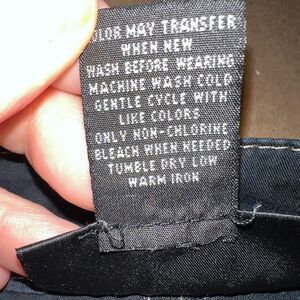 COLOR MAY TRANSFER
WHEN NEW
WASH BEFORE WEARING
MACHINE WASH COLD
GENTLE CYCLE WITH
LIKE COLORS
ONLY NON-CHLORINE
BLEACH WHEN NEEDED
TUMBLE DRY LOW
WARM IRON